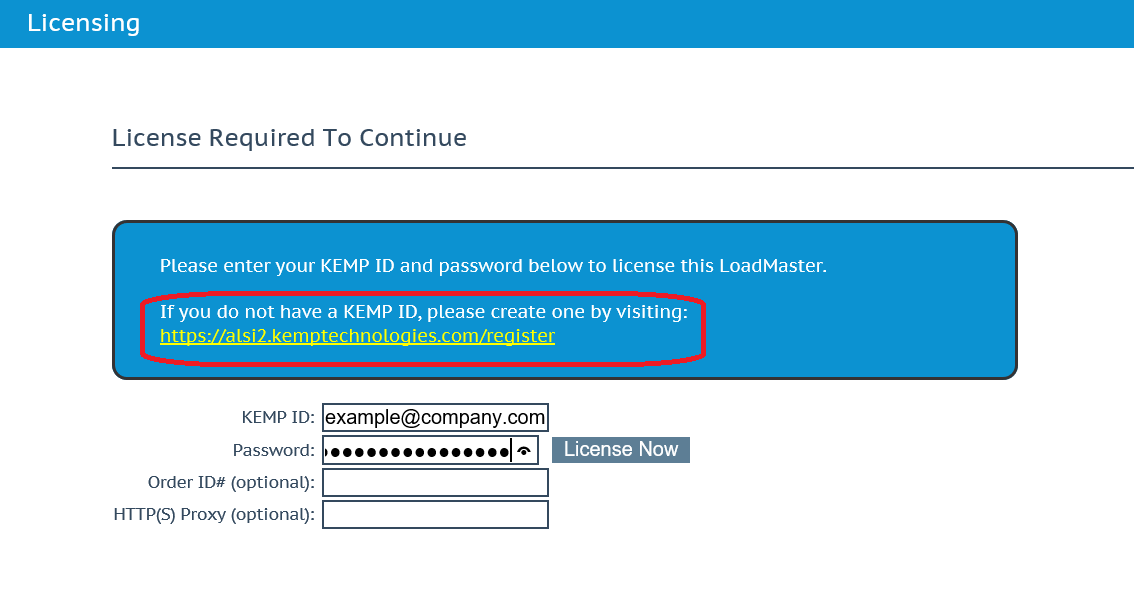 Licensing
License Required To Continue
Please enter your KEMP ID and password below to license this LoadMaster.
If you do not have a KEMP ID, please create one by visiting:
https://alsi2.kemptechnologies.com/register
KEMP ID: example@company.com
Password: ●●●●●●●●●●●●●●●● License Now
Order ID# (optional):
HTTP(S) Proxy (optional):